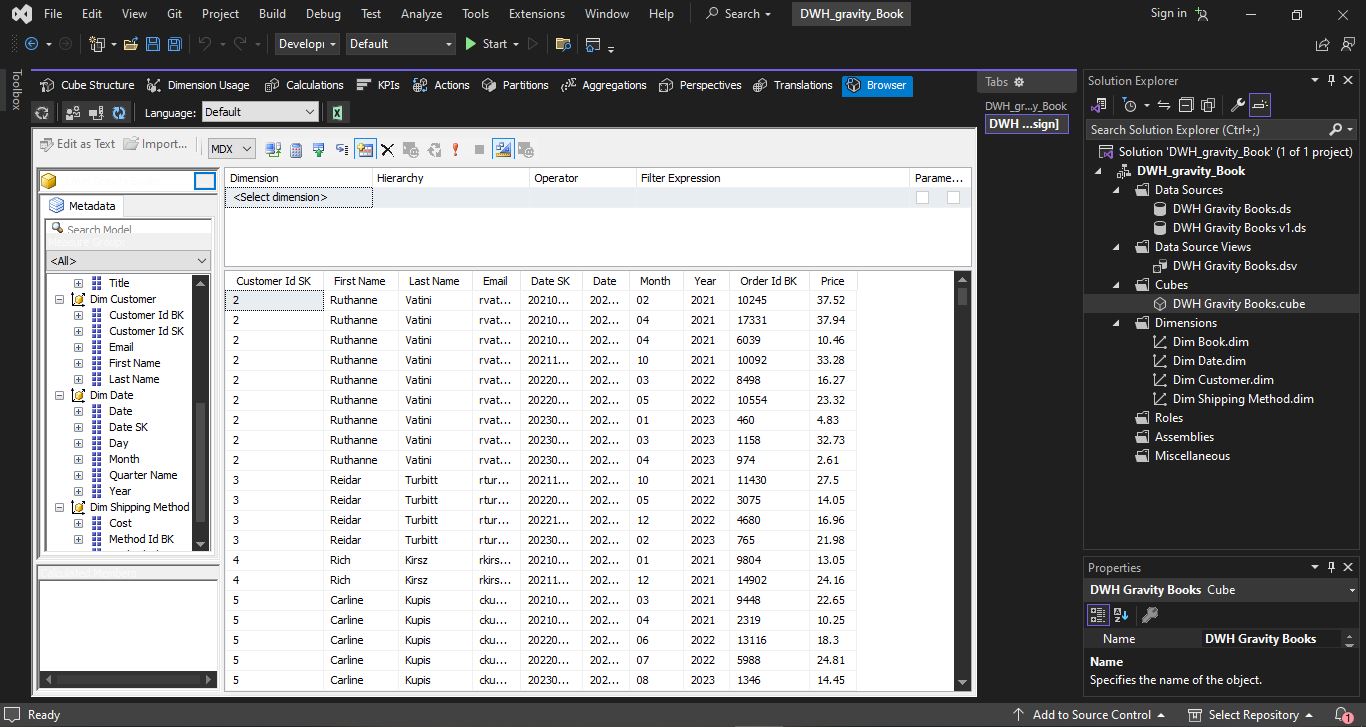 File Edit View Git Project Build Debug Test Analyze Tools Extensions Window Help Search DWH_gravity_Book Sign in
Developi Default Start
Toolbox
Cube Structure Dimension Usage Calculations KPIs Actions Partitions Aggregations Perspectives Translations Browser
Language: Default
Edit as Text Import... MDX
Metadata
Search Model
Measure Group:
<All>
Title
Dim Customer
Customer Id BK
Customer Id SK
Email
First Name
Last Name
Dim Date
Date
Date SK
Day
Month
Quarter Name
Year
Dim Shipping Method
Cost
Method Id BK
Calculated Members
Dimension Hierarchy Operator Filter Expression Parame...
<Select dimension>
Customer Id SK First Name Last Name Email Date SK Date Month Year Order Id BK Price
2 Ruthanne Vatini rvat... 20210... 202... 02 2021 10245 37.52
2 Ruthanne Vatini rvat... 20210... 202... 04 2021 17331 37.94
2 Ruthanne Vatini rvat... 20210... 202... 04 2021 6039 10.46
2 Ruthanne Vatini rvat... 20211... 202... 10 2021 10092 33.28
2 Ruthanne Vatini rvat... 20220... 202... 03 2022 8498 16.27
2 Ruthanne Vatini rvat... 20220... 202... 05 2022 10554 23.32
2 Ruthanne Vatini rvat... 20230... 202... 01 2023 460 4.83
2 Ruthanne Vatini rvat... 20230... 202... 03 2023 1158 32.73
2 Ruthanne Vatini rvat... 20230... 202... 04 2023 974 2.61
3 Reidar Turbitt rtur... 20211... 202... 10 2021 11430 27.5
3 Reidar Turbitt rtur... 20220... 202... 05 2022 3075 14.05
3 Reidar Turbitt rtur... 20221... 202... 12 2022 4680 16.96
3 Reidar Turbitt rtur... 20230... 202... 02 2023 765 21.98
4 Rich Kirsz rkirs... 20210... 202... 01 2021 9804 13.05
4 Rich Kirsz rkirs... 20211... 202... 12 2021 14902 24.16
5 Carline Kupis cku... 20210... 202... 03 2021 9448 22.65
5 Carline Kupis cku... 20210... 202... 04 2021 2319 10.25
5 Carline Kupis cku... 20220... 202... 06 2022 13116 18.3
5 Carline Kupis cku... 20220... 202... 07 2022 5988 24.81
5 Carline Kupis cku... 20230... 202... 08 2023 1346 14.45
Tabs
DWH_gr...y_Book
DWH ...sign]
Solution Explorer
Search Solution Explorer (Ctrl+;)
Solution 'DWH_gravity_Book' (1 of 1 project)
DWH_gravity_Book
Data Sources
DWH Gravity Books.ds
DWH Gravity Books v1.ds
Data Source Views
DWH Gravity Books.dsv
Cubes
DWH Gravity Books.cube
Dimensions
Dim Book.dim
Dim Date.dim
Dim Customer.dim
Dim Shipping Method.dim
Roles
Assemblies
Miscellaneous
Properties
DWH Gravity Books Cube
Name DWH Gravity Books
Name
Specifies the name of the object.
Ready Add to Source Control Select Repository 1